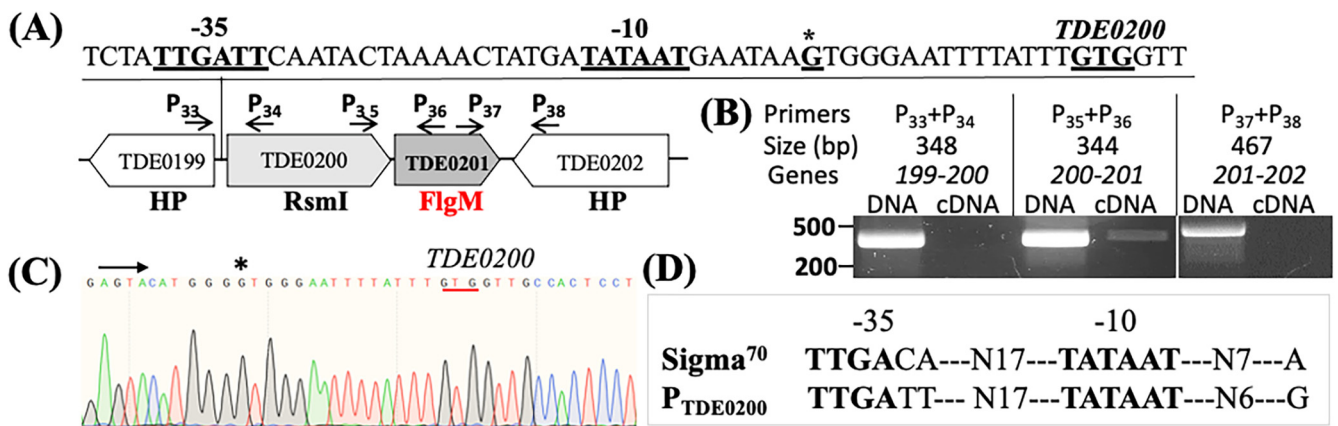 (A)
-35
-10
*
TDE0200
TCTATTGATTCAATACTAAAACTATGATATAATGAATAAGTGGGAATTTTATTTGTGGTT
P33
P34
P35
P36
P37
P38
TDE0199
TDE0200
TDE0201
TDE0202
HP
RsmI
FlgM
HP
(B)
Primers
P33+P34
P35+P36
P37+P38
Size (bp)
348
344
467
Genes
199-200
200-201
201-202
DNA cDNA
DNA cDNA
DNA cDNA
500
200
(C)
*
TDE0200
GAGTACATGGGGTGGGAATTTTATTTGTGGTTGCCACTCCT
(D)
-35
-10
Sigma70
TTGACA---N17---TATAAT---N7---A
PTDE0200
TTGATT--- N17---TATAAT---N6---G